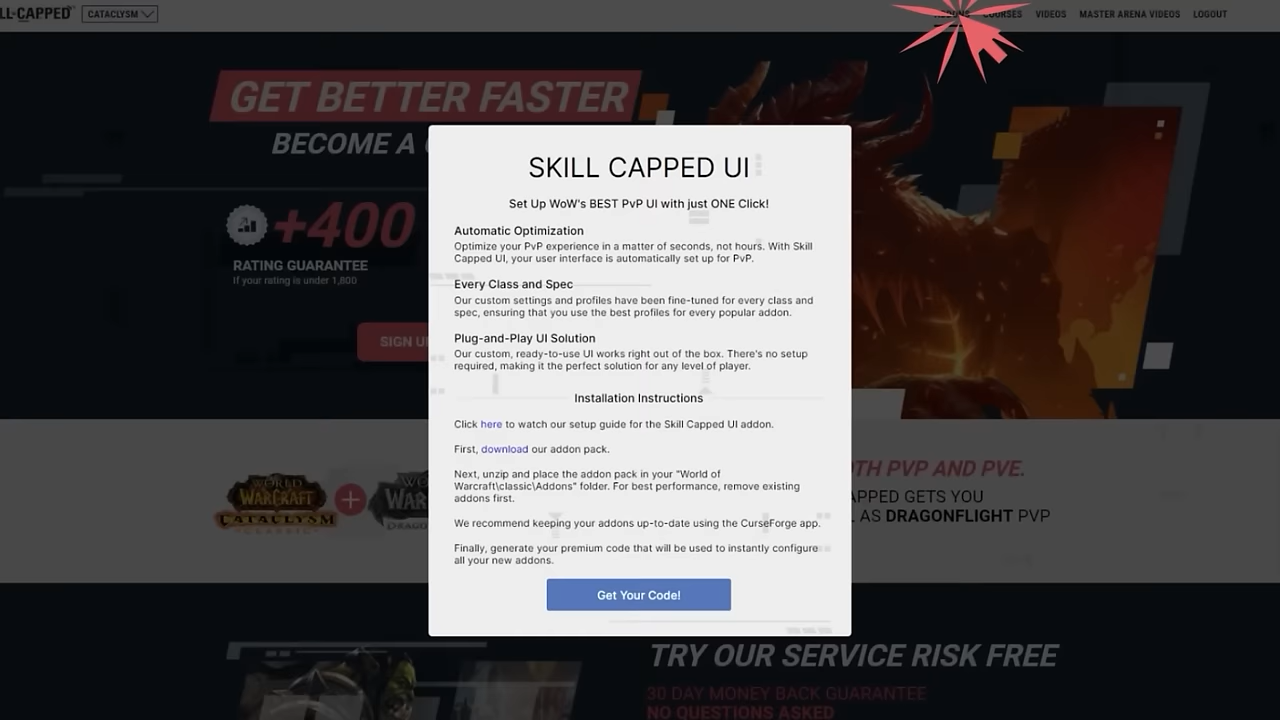 LL-CAPPED
CATACLYSM
COURSES
VIDEOS
MASTER ARENA VIDEOS
LOGOUT
GET BETTER FASTER
BECOME A
+400
RATING GUARANTEE
If your rating is under 1,800
SIGN U
SKILL CAPPED UI
Set Up WoW's BEST PvP UI with just ONE Click!
Automatic Optimization
Optimize your PvP experience in a matter of seconds, not hours. With Skill
Capped UI, your user interface is automatically set up for PvP.
Every Class and Spec
Our custom settings and profiles have been fine-tuned for every class and
spec, ensuring that you use the best profiles for every popular addon.
Plug-and-Play UI Solution
Our custom, ready-to-use UI works right out of the box. There's no setup
required, making it the perfect solution for any level of player.
Installation Instructions
Click here to watch our setup guide for the Skill Capped UI addon.
First, download our addon pack.
Next, unzip and place the addon pack in your "World of
Warcraft\classic\Addons" folder. For best performance, remove existing
addons first.
We recommend keeping your addons up-to-date using the CurseForge app.
Finally, generate your premium code that will be used to instantly configure
all your new addons.
Get Your Code!
WORLD
WARCRAFT
CATACLYSM
CLASSIC
+
OTH PVP AND PVE.
APPED GETS YOU
AS DRAGONFLIGHT PVP
TRY OUR SERVICE RISK FREE
30 DAY MONEY BACK GUARANTEE
NO QUESTIONS ASKED